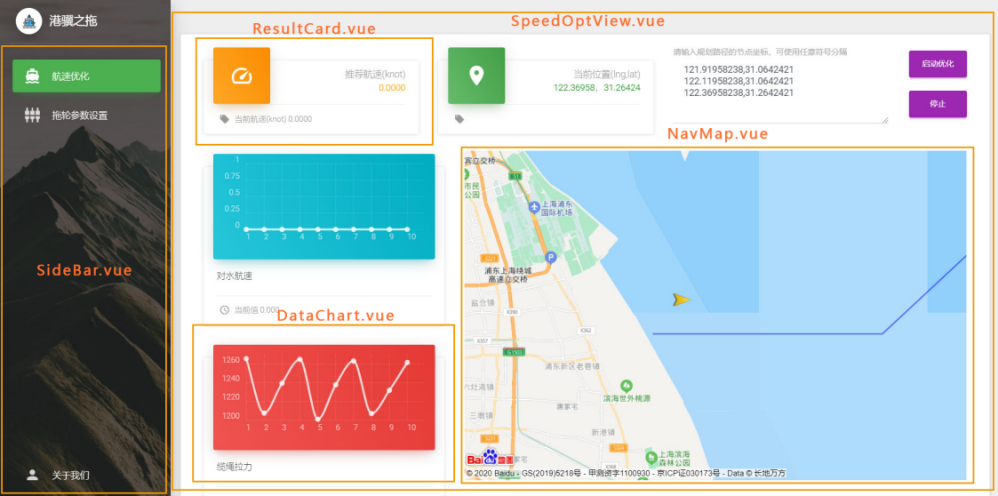 港骥之拖
SpeedOptView.vue
ResultCard.vue
航速优化
拖轮参数设置
SideBar.vue
关于我们
推荐航速(knot)
0.0000
当前航速(knot) 0.0000
当前位置(lng,lat)
122.36958, 31.26424
请输入规划路径的节点坐标，可使用任意符号分隔
121.91958238,31.0642421
122.11958238,31.0642421
122.36958238,31.2642421
启动优化
停止
NavMap.vue
1
0.75
0.5
0.25
0
1 2 3 4 5 6 7 8 9 10
对水航速
当前值 0.000
DataChart.vue
1260
1240
1220
1200
1 2 3 4 5 6 7 8 9 10
缆绳拉力
富立交桥
市民
公园
上海浦东
国际机场
P
浦东上海绕城
高速立交桥
盐仓镇
浦东新区老港镇
六灶湾镇
唐家宅
三墩镇
滨海世外桃源
新港镇
上海滨海
森林公园
Baidu地图
© 2020 Baidu - GS(2019)5218号 - 甲测资字1100930 - 京ICP证030173号 - Data © 长地万方